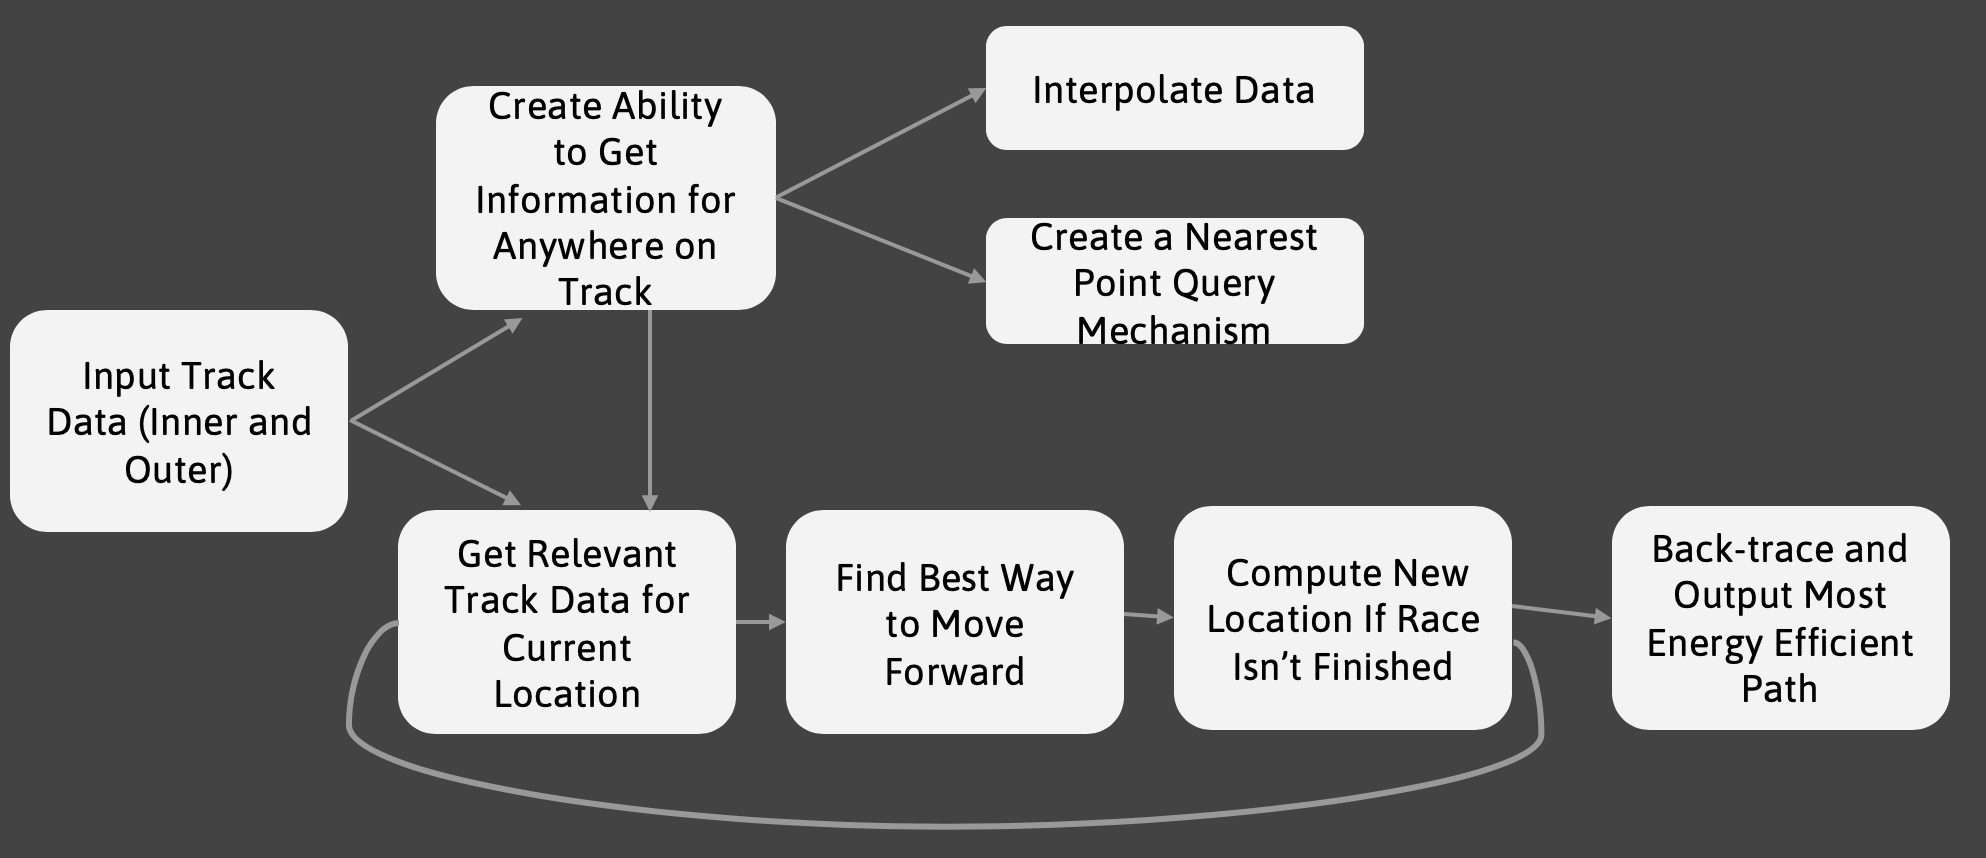 Input Track
Data (Inner and
Outer)
Create Ability
to Get
Information for
Anywhere on
Track
Interpolate Data
Create a Nearest
Point Query
Mechanism
Get Relevant
Track Data for
Current
Location
Find Best Way
to Move
Forward
Compute New
Location If Race
Isn’t Finished
Back-trace and
Output Most
Energy Efficient
Path